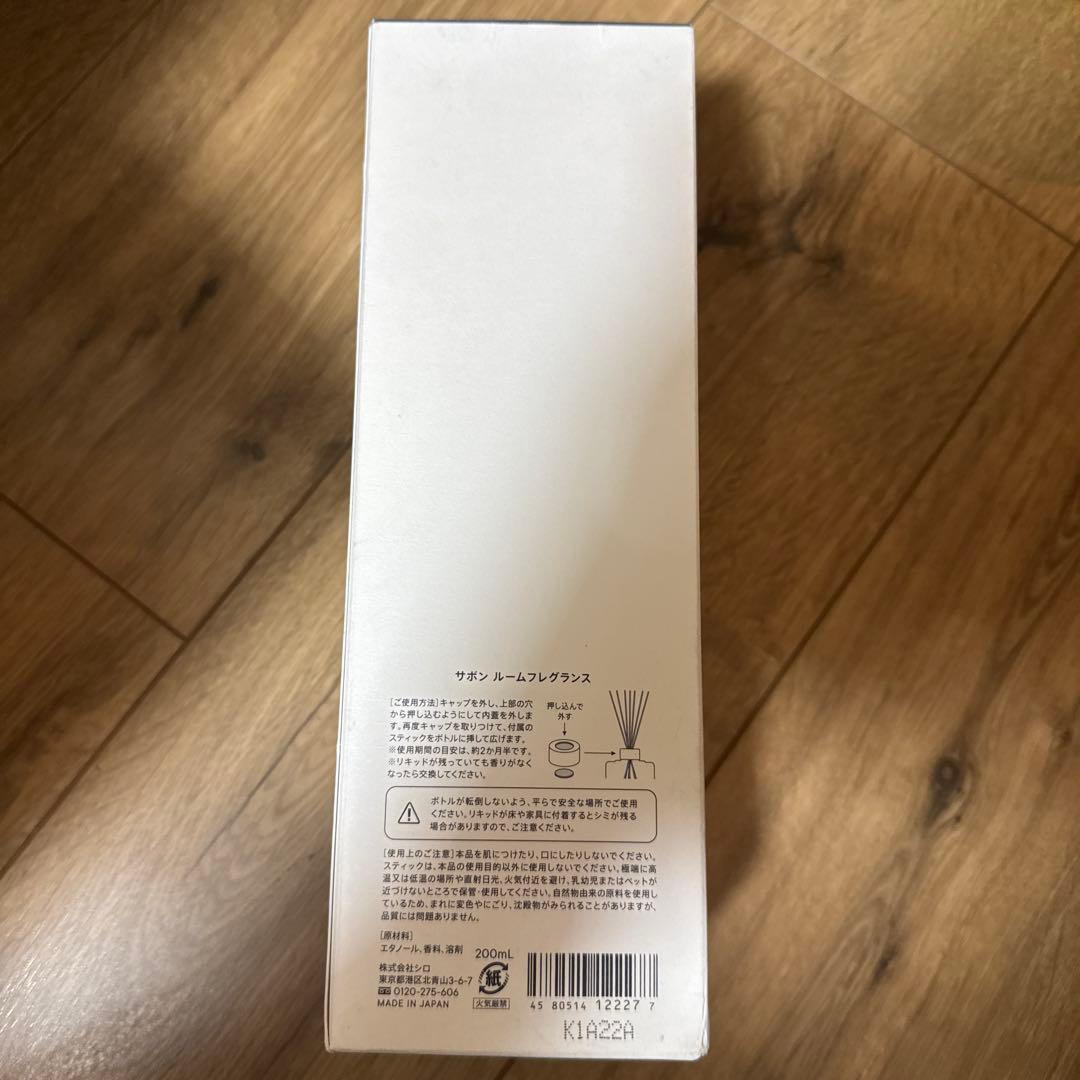 サボン ルームフレグランス
[ご使用方法]キャップを外し、上部の穴
から押し込むようにして内蓋を外しま
す。再度キャップを取りつけて、付属の
スティックをボトルに挿して広げます。
※使用期間の目安は、約2か月半です。
※リキッドが残っていても香りがなく
なったら交換してください。
押し込んで
外す
ボトルが転倒しないよう、平らで安全な場所でご使用
ください。リキッドが床や家具に付着するとシミが残る
場合がありますので、ご注意ください。
[使用上のご注意]本品を肌につけたり、口にしたりしないでください。
スティックは、本品の使用目的以外に使用しないでください。極端に高
温又は低温の場所や直射日光、火気付近を避け、乳幼児またはペットが
近づけないところで保管・使用してください。自然物由来の原料を使用し
ているため、まれに変色やにごり、沈殿物がみられることがありますが、
品質には問題ありません。
[原材料]
エタノール、香料、溶剤
200mL
株式会社シロ
東京都港区北青山3-6-7
0120-275-606
MADE IN JAPAN
紙
火気厳禁
4580514122277
K1A22A